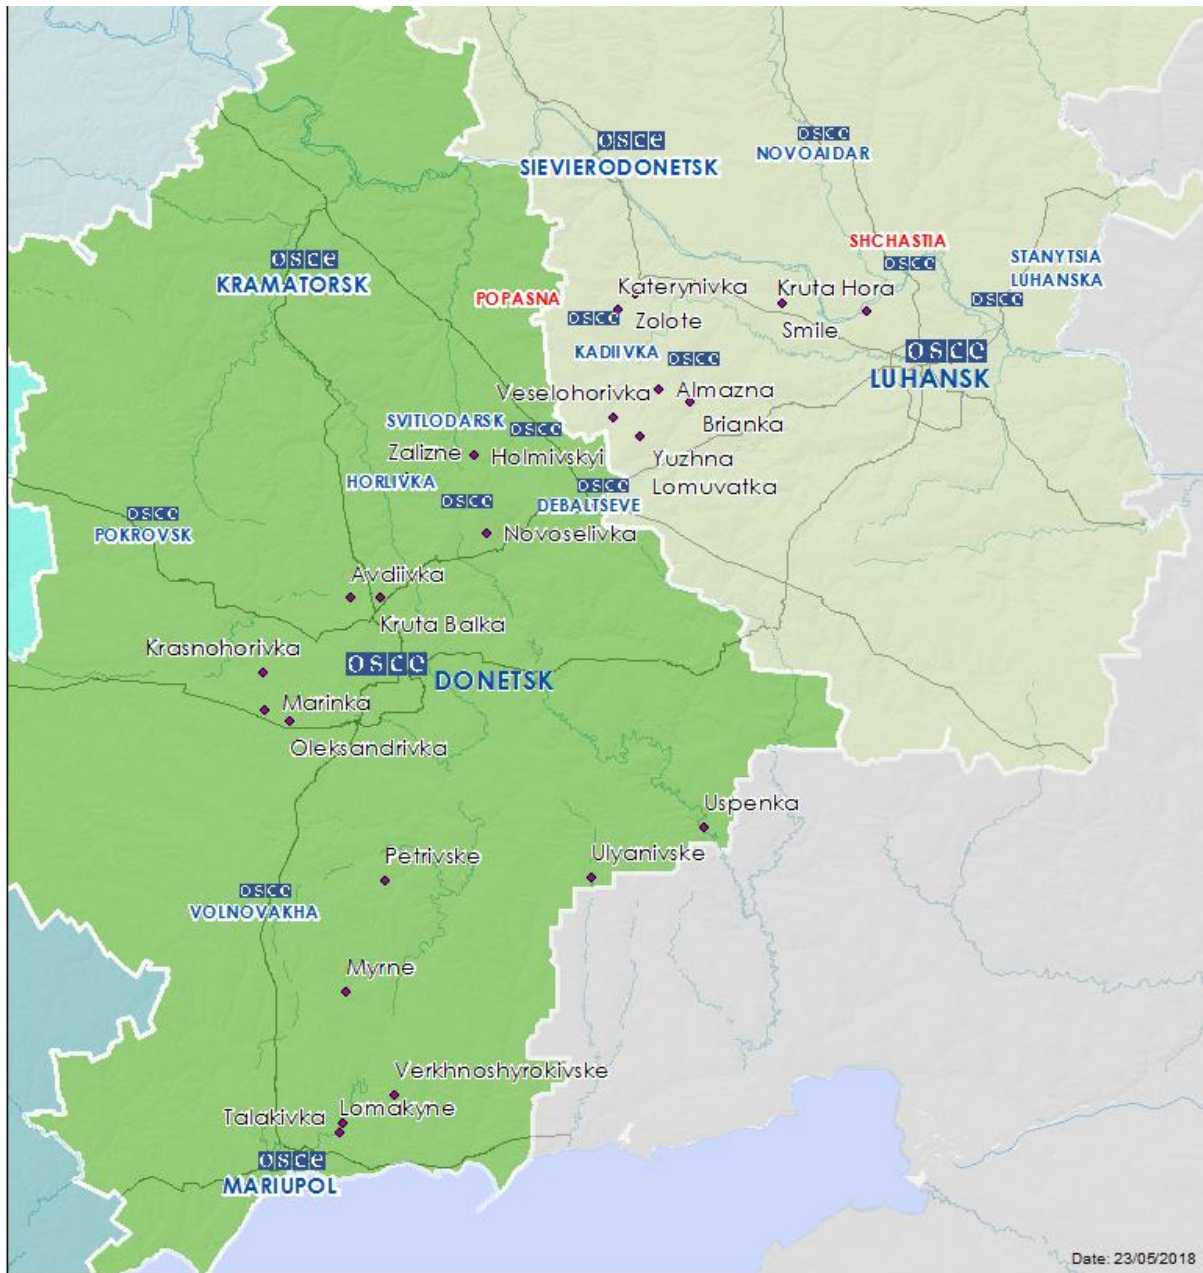 OSCE
SIEVIERODONETSK
OSCE
NOVOAIDAR
OSCE
KRAMATORSK
SHCHASTIA
OSCE
STANYTSIA
LUHANSKA
OSCE
POPASNA
OSCE
Katerynivka
Zolote
Kruta Hora
Smile
KADIIVKA
OSCE
OSCE
LUHANSK
Veselohorivka
Almazna
Brianka
SVITLODARSK
OSCE
Zalizne
Holmivskyi
Yuzhna
Lomuvatka
HORLIVKA
OSCE
OSCE
DEBALTSEVE
OSCE
POKROVSK
Novoselivka
Avdiivka
Kruta Balka
Krasnohorivka
OSCE
DONETSK
Marinka
Oleksandrivka
Uspenka
Petrivske
Ulyanivske
OSCE
VOLNOVAKHA
Myrne
Verkhnoshyrokivske
Talakivka
Lomakyne
OSCE
MARIUPOL
Date: 23/05/2018